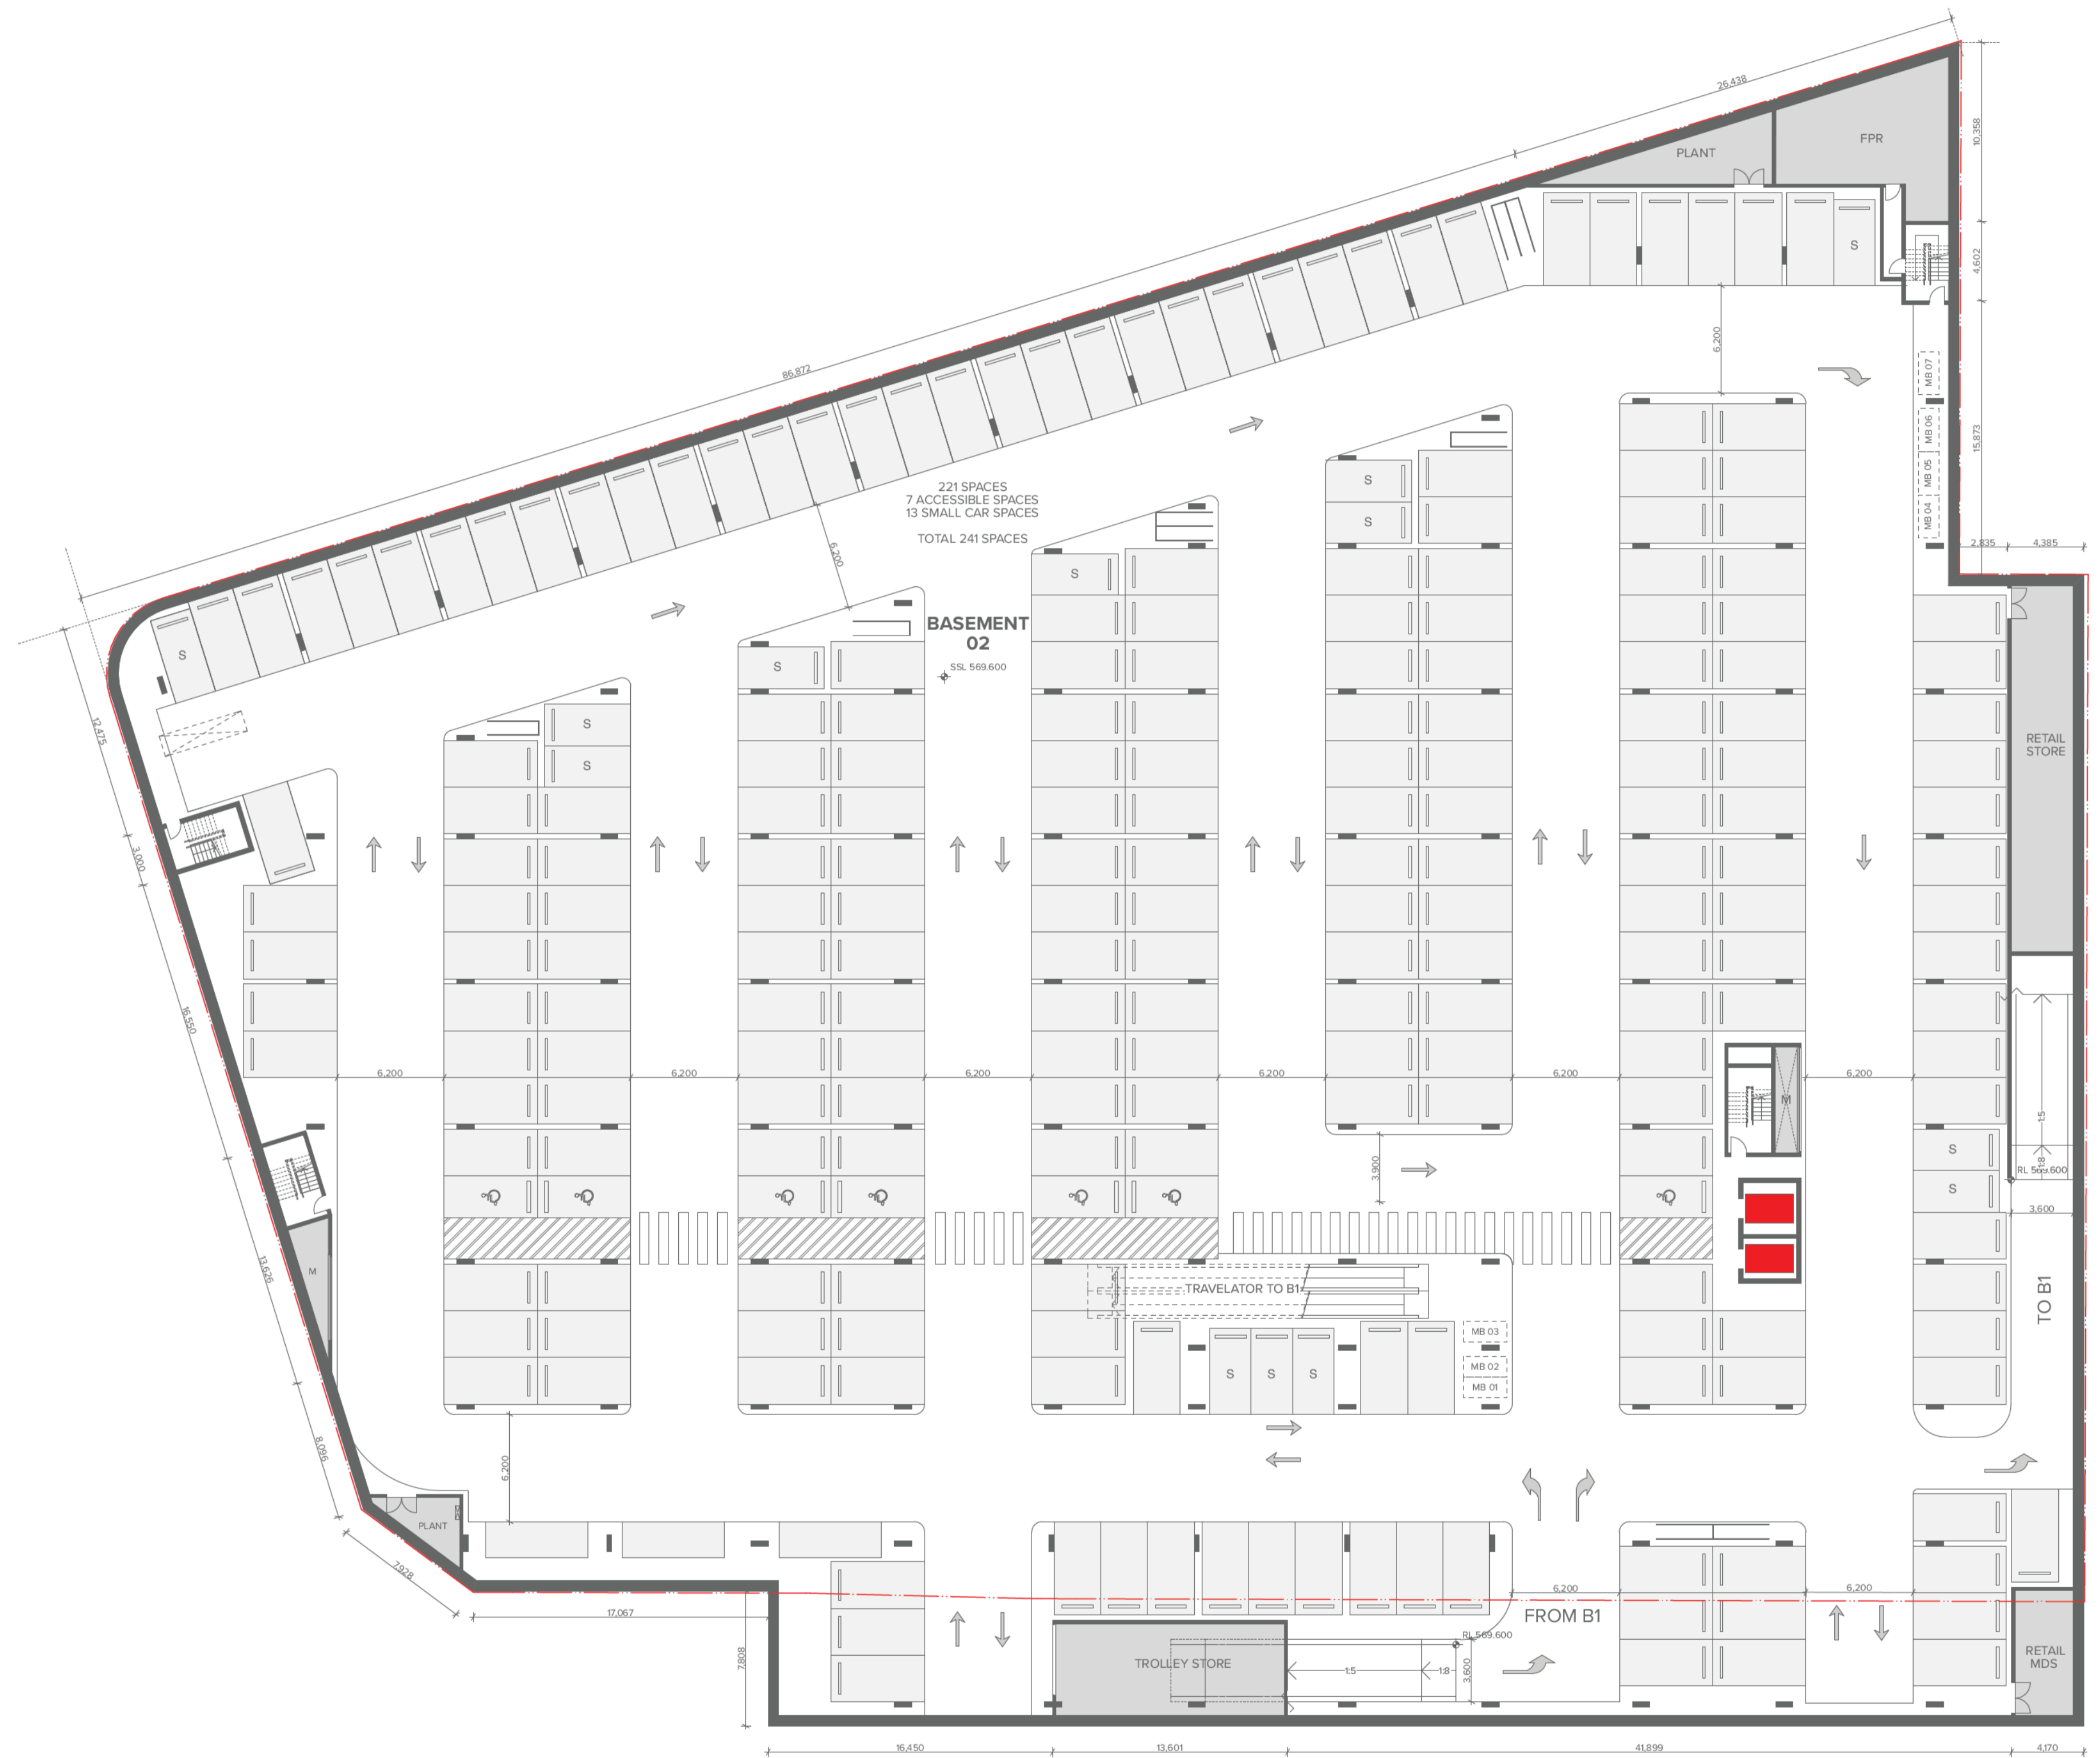 26,438
10,358
FPR
PLANT
S
4,602
6,200
86,872
MB 07
MB 06
15,873
MB 05
MB 04
221 SPACES
7 ACCESSIBLE SPACES
13 SMALL CAR SPACES
TOTAL 241 SPACES
S
S
6,200
2,835
4,385
S
BASEMENT
02
SSL 569.600
S
S
12,475
S
S
RETAIL
STORE
3,000
16,550
6,200
6,200
6,200
6,200
6,200
6,200
M
1:5
S
3,900
1:8
RL 569.600
S
3,600
13,626
M
TRAVELATOR TO B1
TO B1
MB 03
S
S
S
MB 02
MB 01
8,096
6,200
PLANT
7,928
17,067
6,200
6,200
FROM B1
RL 569.600
7,808
TROLLEY STORE
1:5
1:8
3,600
RETAIL
MDS
16,450
13,601
41,899
4,170